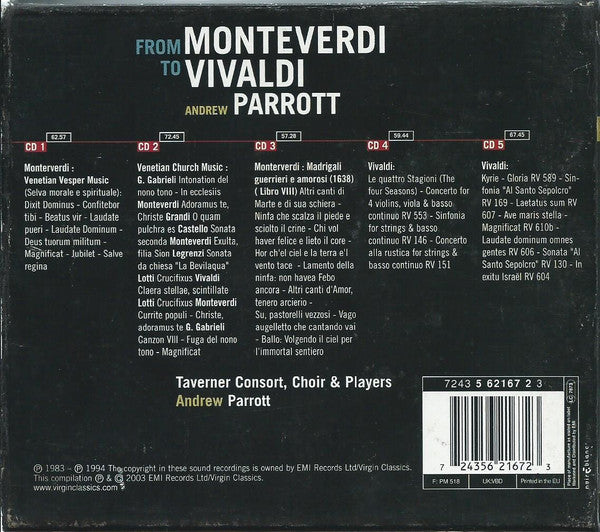 FROM MONTEVERDI
TO VIVALDI
ANDREW PARROTT
62.57
72.45
57.28
59.44
67.45
CD 1
CD 2
CD 3
CD 4
CD 5
Monteverdi :
Venetian Vesper Music
(Selva morale e spirituale):
Dixit Dominus - Confitebor
tibi - Beatus vir - Laudate
pueri - Laudate Dominum -
Deus tuorum militum -
Magnificat - Jubilet - Salve
regina
Venetian Church Music :
G. Gabrieli Intonation del
nono tono - In ecclesiis
Monteverdi Adoramus te,
Christe Grandi O quam
pulchra es Castello Sonata
seconda Monteverdi Exulta,
filia Sion Legrenzi Sonata
da chiesa "La Bevilaqua"
Lotti Crucifixus Vivaldi
Claera stellae, scintillate
Lotti Crucifixus Monteverdi
Currite populi - Christe,
adoramus te G. Gabrieli
Canzon VIII - Fuga del nono
tono - Magnificat
Monteverdi : Madrigali
guerrieri e amorosi (1638)
( Libro VIII) Altri canti di
Marte e di sua schiera -
Ninfa che scalza il piede e
sciolto il crine - Chi vol
haver felice e lieto il core -
Hor ch'el ciel e la terra e'l
vento tace - Lamento della
ninfa: non havea Febo
ancora - Altri canti d'Amor,
tenero arcierio -
Su, pastorelli vezzosi - Vago
augelletto che cantando vai
- Ballo: Volgendo il ciel per
l'immortal sentiero
Vivaldi:
Le quattro Stagioni (The
four Seasons) - Concerto for
4 violins, viola & basso
continuo RV 553 - Sinfonia
for strings & basso
continuo RV 146 - Concerto
alla rustica for strings &
basso continuo RV 151
Vivaldi:
Kyrie - Gloria RV 589 - Sin-
fonia "Al Santo Sepolcro"
RV 169 - Laetatus sum RV
607 - Ave maris stella -
Magnificat RV 610b -
Laudate dominum omnes
gentes RV 606 - Sonata "Al
Santo Sepolcro" RV 130 - In
exitu Israël RV 604
Taverner Consort, Choir & Players
Andrew Parrott
7243 5 62167 2 3
7 24356 21672 3
F: PM 518
UK:VBD
Printed in the EU
LC 7873
℗ 1983 – ℗ 1994 The copyright in these sound recordings is owned by EMI Records Ltd/Virgin Classics.
This compilation ℗ & © 2003 EMI Records Ltd/Virgin Classics.
www.virginclassics.com